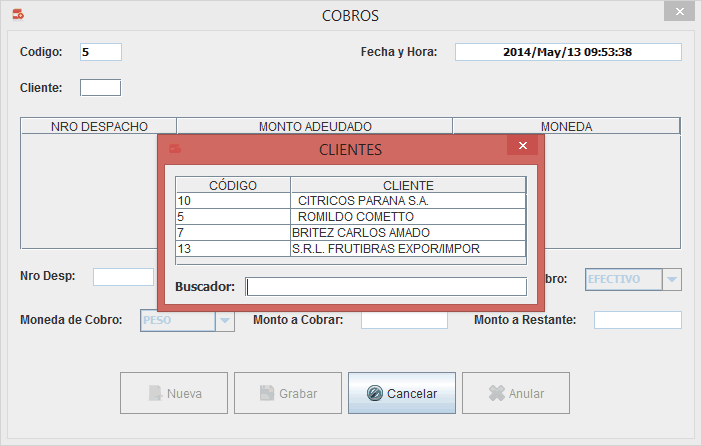 COBROS
Codigo: 5 Fecha y Hora: 2014/May/13 09:53:38
Cliente:
NRO DESPACHO MONTO ADEUDADO MONEDA
CLIENTES
CÓDIGO CLIENTE
10 CITRICOS PARANA S.A.
5 ROMILDO COMETTO
7 BRITEZ CARLOS AMADO
13 S.R.L. FRUTIBRAS EXPOR/IMPOR
Buscador:
Nro Desp: bro: EFECTIVO
Moneda de Cobro: PESO Monto a Cobrar: Monto a Restante:
Nueva Grabar Cancelar Anular